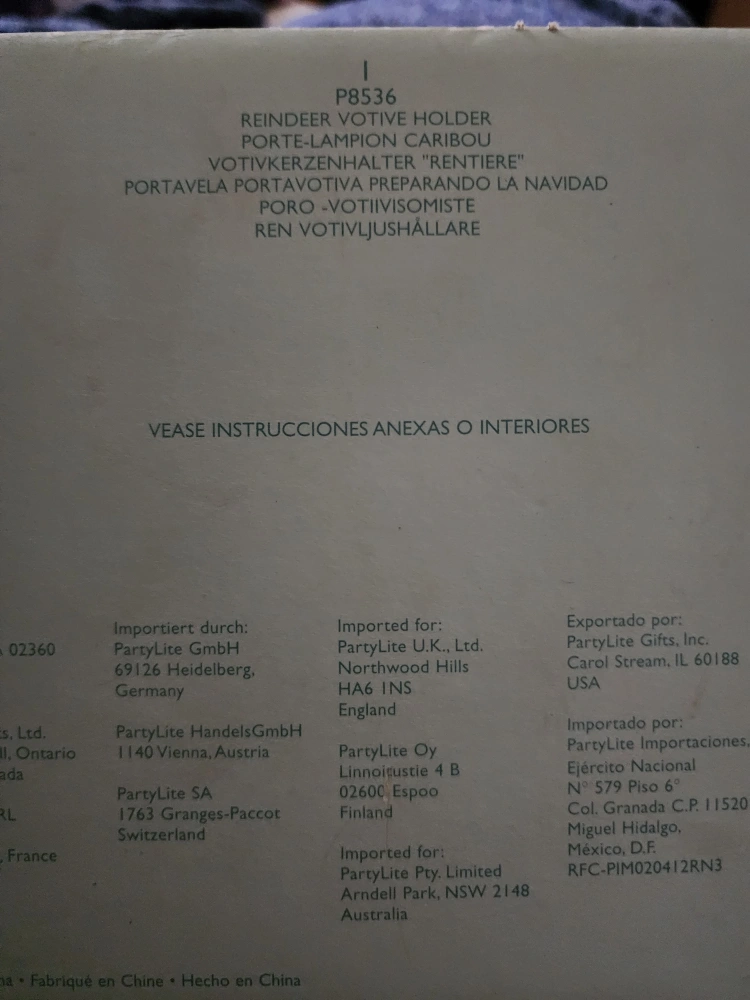 I
P8536
REINDEER VOTIVE HOLDER
PORTE-LAMPION CARIBOU
VOTIVKERZENHALTER "RENTIERE"
PORTAVELA PORTAVOTIVA PREPARANDO LA NAVIDAD
PORO -VOTIIVISOMISTE
REN VOTIVLJUSHÅLLARE
VEASE INSTRUCCIONES ANEXAS O INTERIORES
02360
s, Ltd.
ll, Ontario
ada
RL
, France
Importiert durch:
PartyLite GmbH
69126 Heidelberg,
Germany
PartyLite HandelsGmbH
1140 Vienna, Austria
PartyLite SA
1763 Granges-Paccot
Switzerland
Imported for:
PartyLite U.K., Ltd.
Northwood Hills
HA6 1NS
England
PartyLite Oy
Linnoitustie 4 B
02600 Espoo
Finland
Imported for:
PartyLite Pty. Limited
Arndell Park, NSW 2148
Australia
Exportado por:
PartyLite Gifts, Inc.
Carol Stream, IL 60188
USA
Importado por:
PartyLite Importaciones,
Ejército Nacional
N° 579 Piso 6°
Col. Granada C.P. 11520
Miguel Hidalgo,
México, D.F.
RFC-PIM020412RN3
na • Fabriqué en Chine • Hecho en China